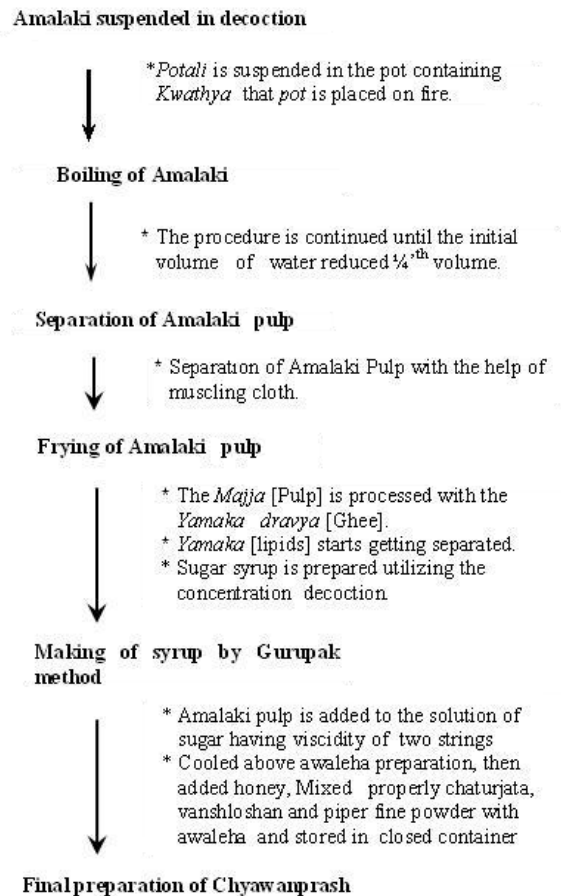 Amalaki suspended in decoction
*Potali is suspended in the pot containing
Kwathya that pot is placed on fire.
Boiling of Amalaki
* The procedure is continued until the initial
volume of water reduced ¼'th volume.
Separation of Amalaki pulp
* Separation of Amalaki Pulp with the help of
muscling cloth.
Frying of Amalaki pulp
* The Majja [Pulp] is processed with the
Yamaka dravya [Ghee].
* Yamaka [lipids] starts getting separated.
* Sugar syrup is prepared utilizing the
concentration decoction
Making of syrup by Gurupak
method
* Amalaki pulp is added to the solution of
sugar having viscidity of two strings
* Cooled above awaleha preparation, then
added honey, Mixed properly chaturjata,
vanshloshan and piper fine powder with
awaleha and stored in closed container
Final preparation of Chyawanprash